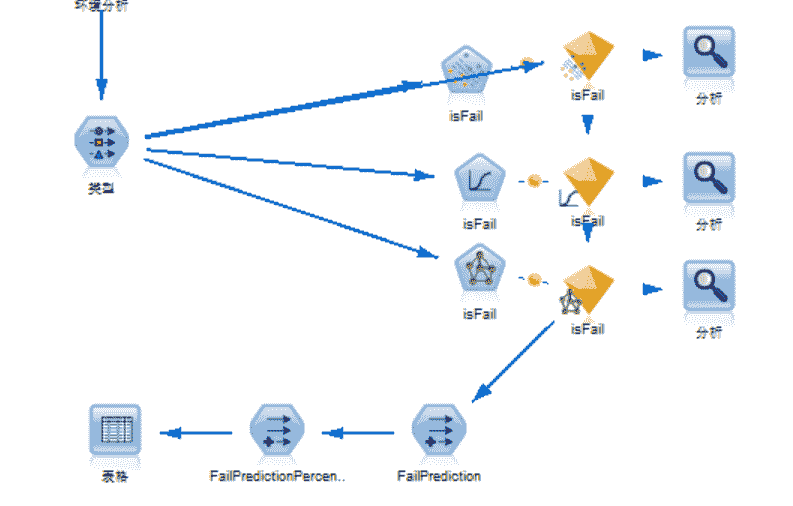 环境分析
isFail
isFail
分析
类型
isFail
isFail
分析
isFail
isFail
分析
表格
FailPredictionPercen..
FailPrediction